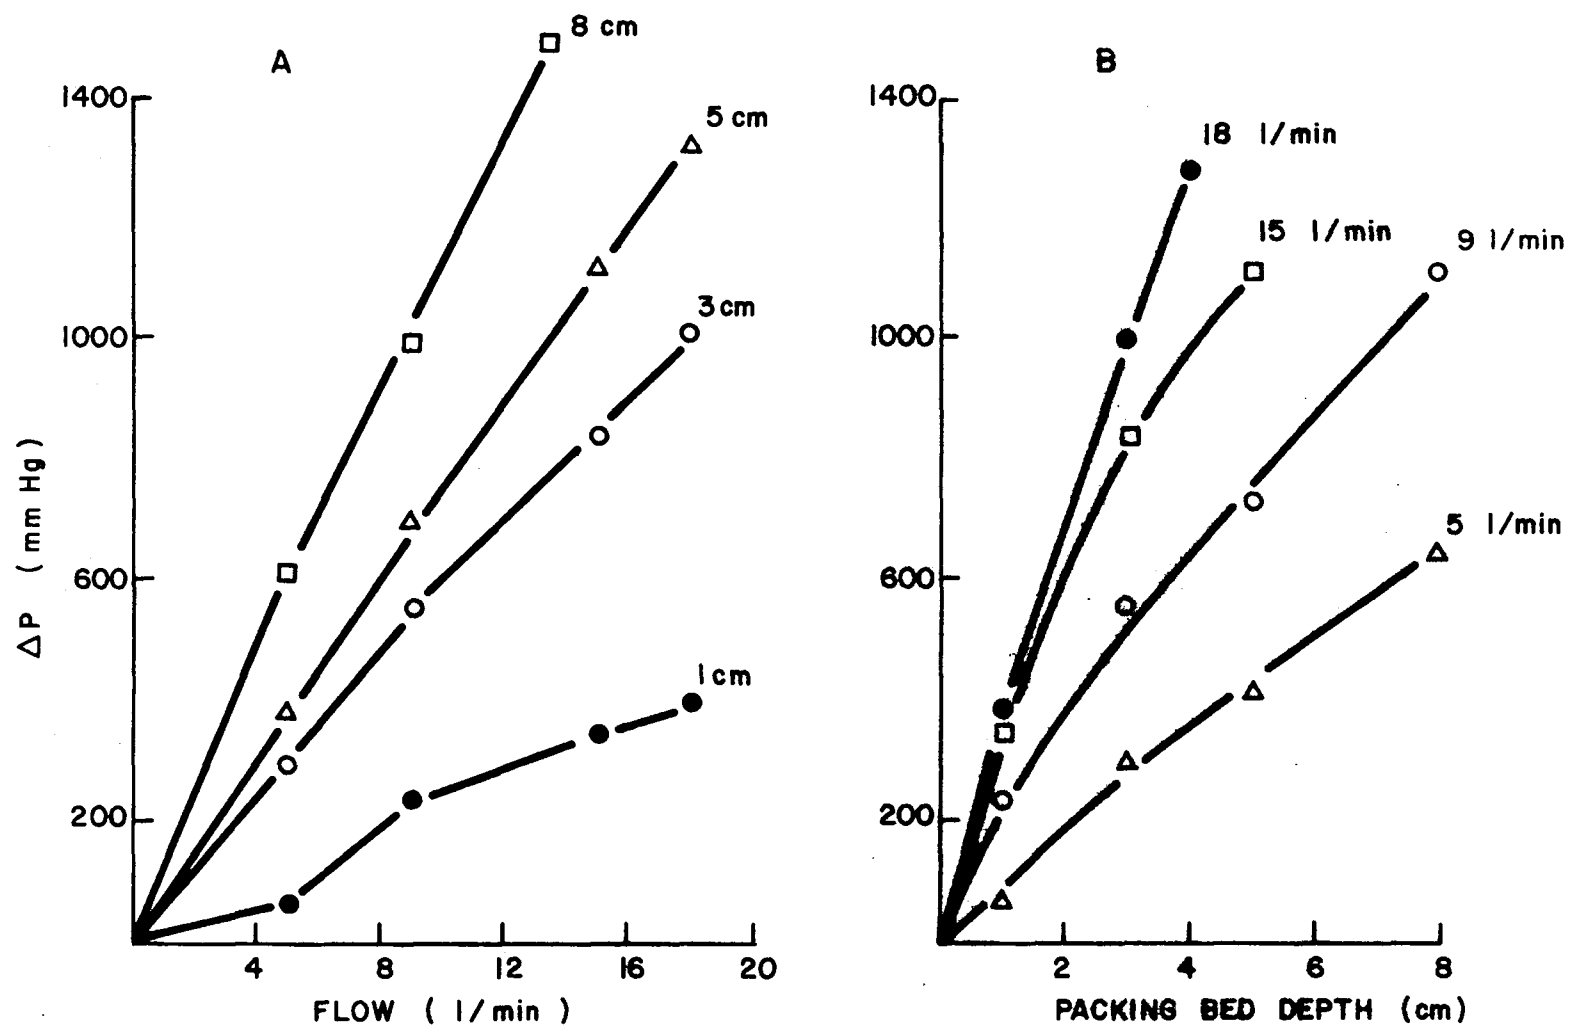 A
8 cm
5 cm
3 cm
1 cm
1400
1000
600
200
ΔP (mm Hg)
4 8 12 16 20
FLOW (l/min)
B
18 l/min
15 l/min
9 l/min
5 l/min
1400
1000
600
200
2 4 6 8
PACKING BED DEPTH (cm)